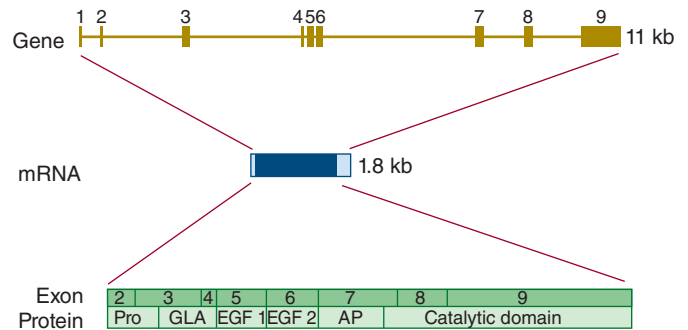 1 2 3 4 5 6 7 8 9
Gene 11 kb
mRNA 1.8 kb
Exon 2 3 4 5 6 7 8 9
Protein Pro GLA EGF 1 EGF 2 AP Catalytic domain